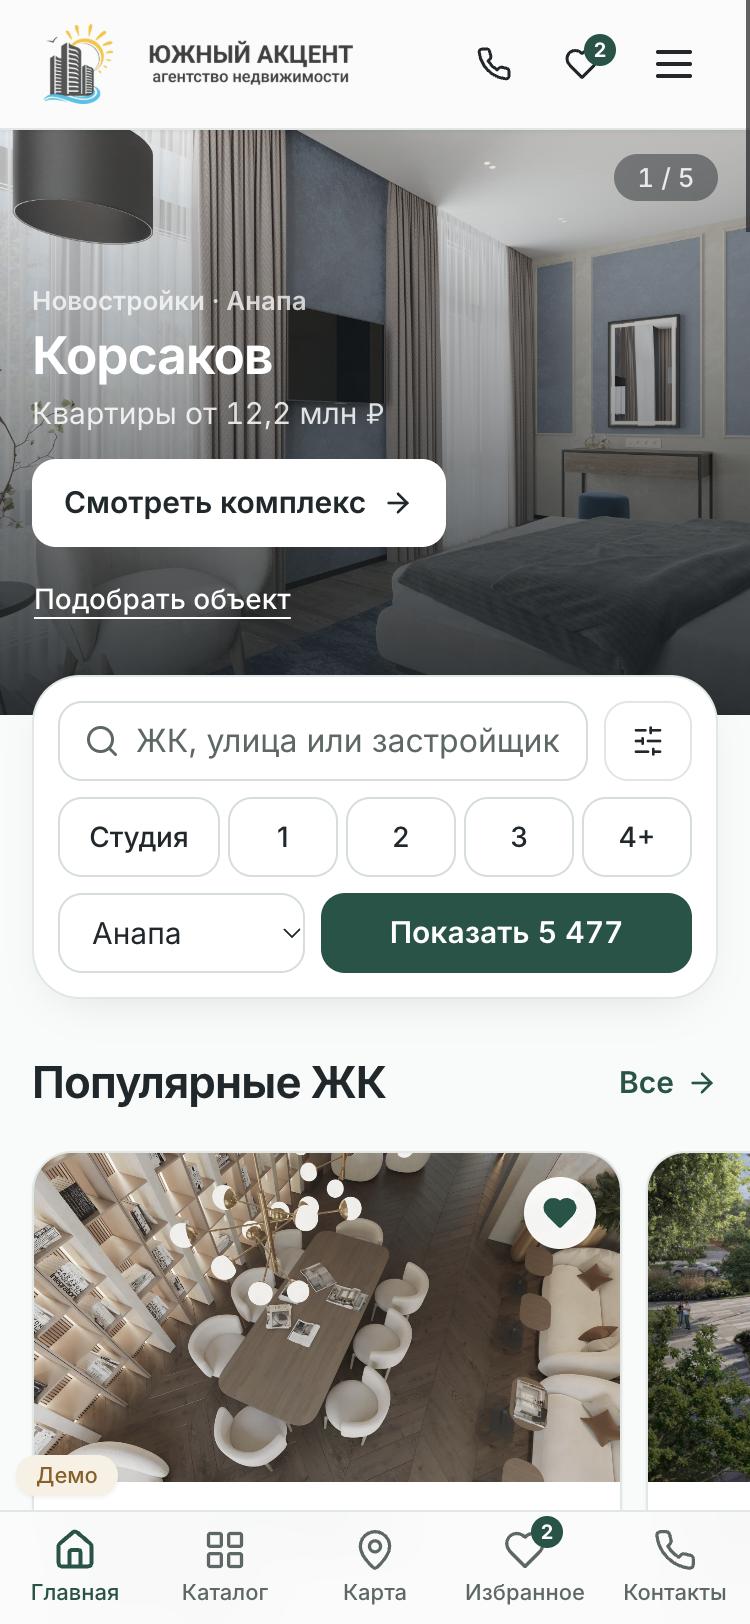 ЮЖНЫЙ АКЦЕНТ
агентство недвижимости
2
1 / 5
Новостройки · Анапа
Корсаков
Квартиры от 12,2 млн ₽
Смотреть комплекс →
Подобрать объект
ЖК, улица или застройщик
Студия 1 2 3 4+
Анапа
Показать 5 477
Популярные ЖК
Все →
Демо
2
Главная Каталог Карта Избранное Контакты